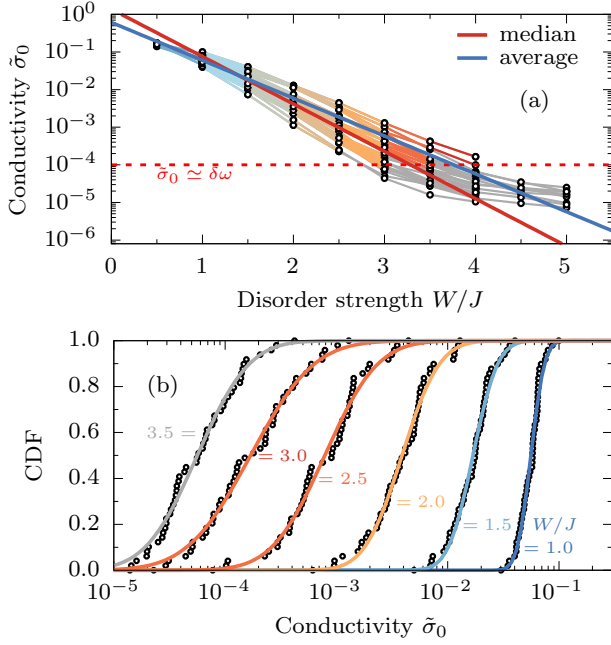 10⁰
10⁻¹
10⁻²
10⁻³
10⁻⁴
10⁻⁵
10⁻⁶
Conductivity σ̃₀
median
average
(a)
σ̃₀ ≃ δω
0 1 2 3 4 5
Disorder strength W/J
1.0
0.8
0.6
0.4
0.2
0.0
CDF
(b)
3.5 =
= 3.0
= 2.5
= 2.0
= 1.5
W/J
= 1.0
10⁻⁵ 10⁻⁴ 10⁻³ 10⁻² 10⁻¹
Conductivity σ̃₀